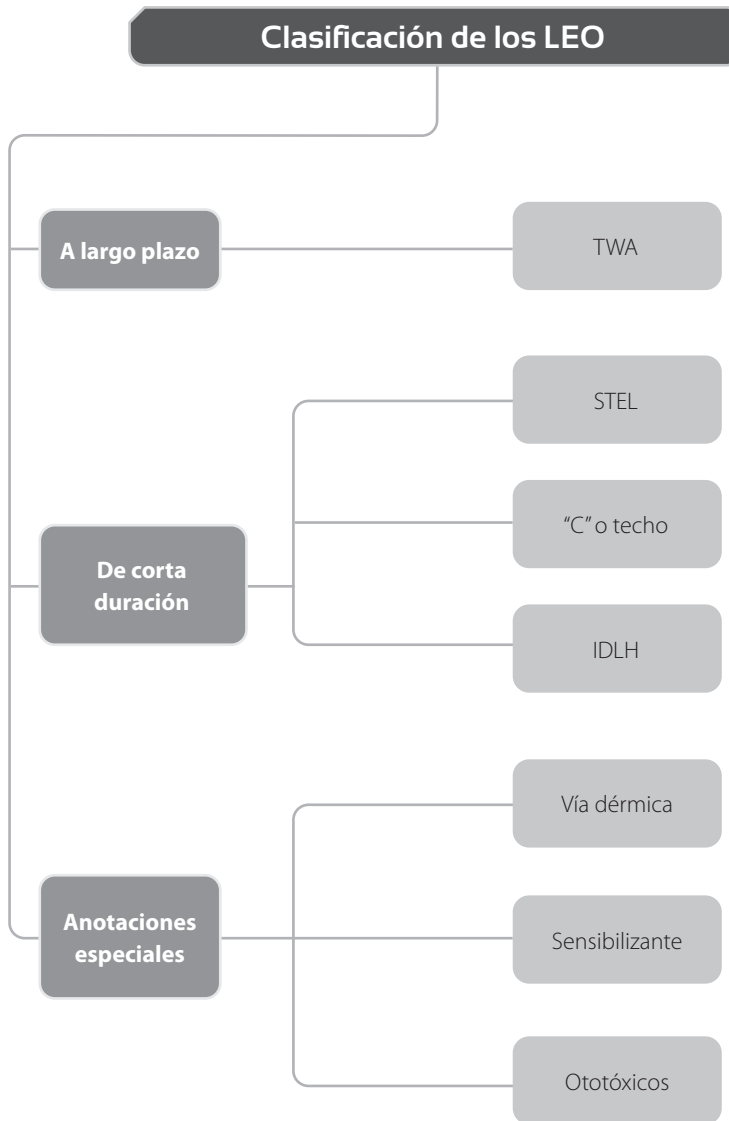 Clasificación de los LEO
A largo plazo
TWA
De corta
duración
STEL
“C” o techo
IDLH
Anotaciones
especiales
Vía dérmica
Sensibilizante
Ototóxicos